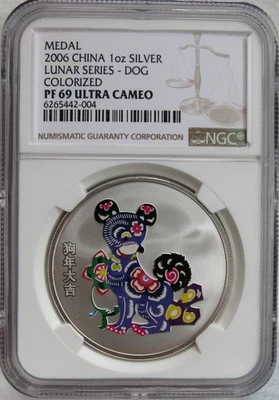 MEDAL
2006 CHINA 1oz SILVER
LUNAR SERIES - DOG
COLORIZED
PF 69 ULTRA CAMEO
6265442-004
NUMISMATIC GUARANTY CORPORATION
NGC
狗年大吉